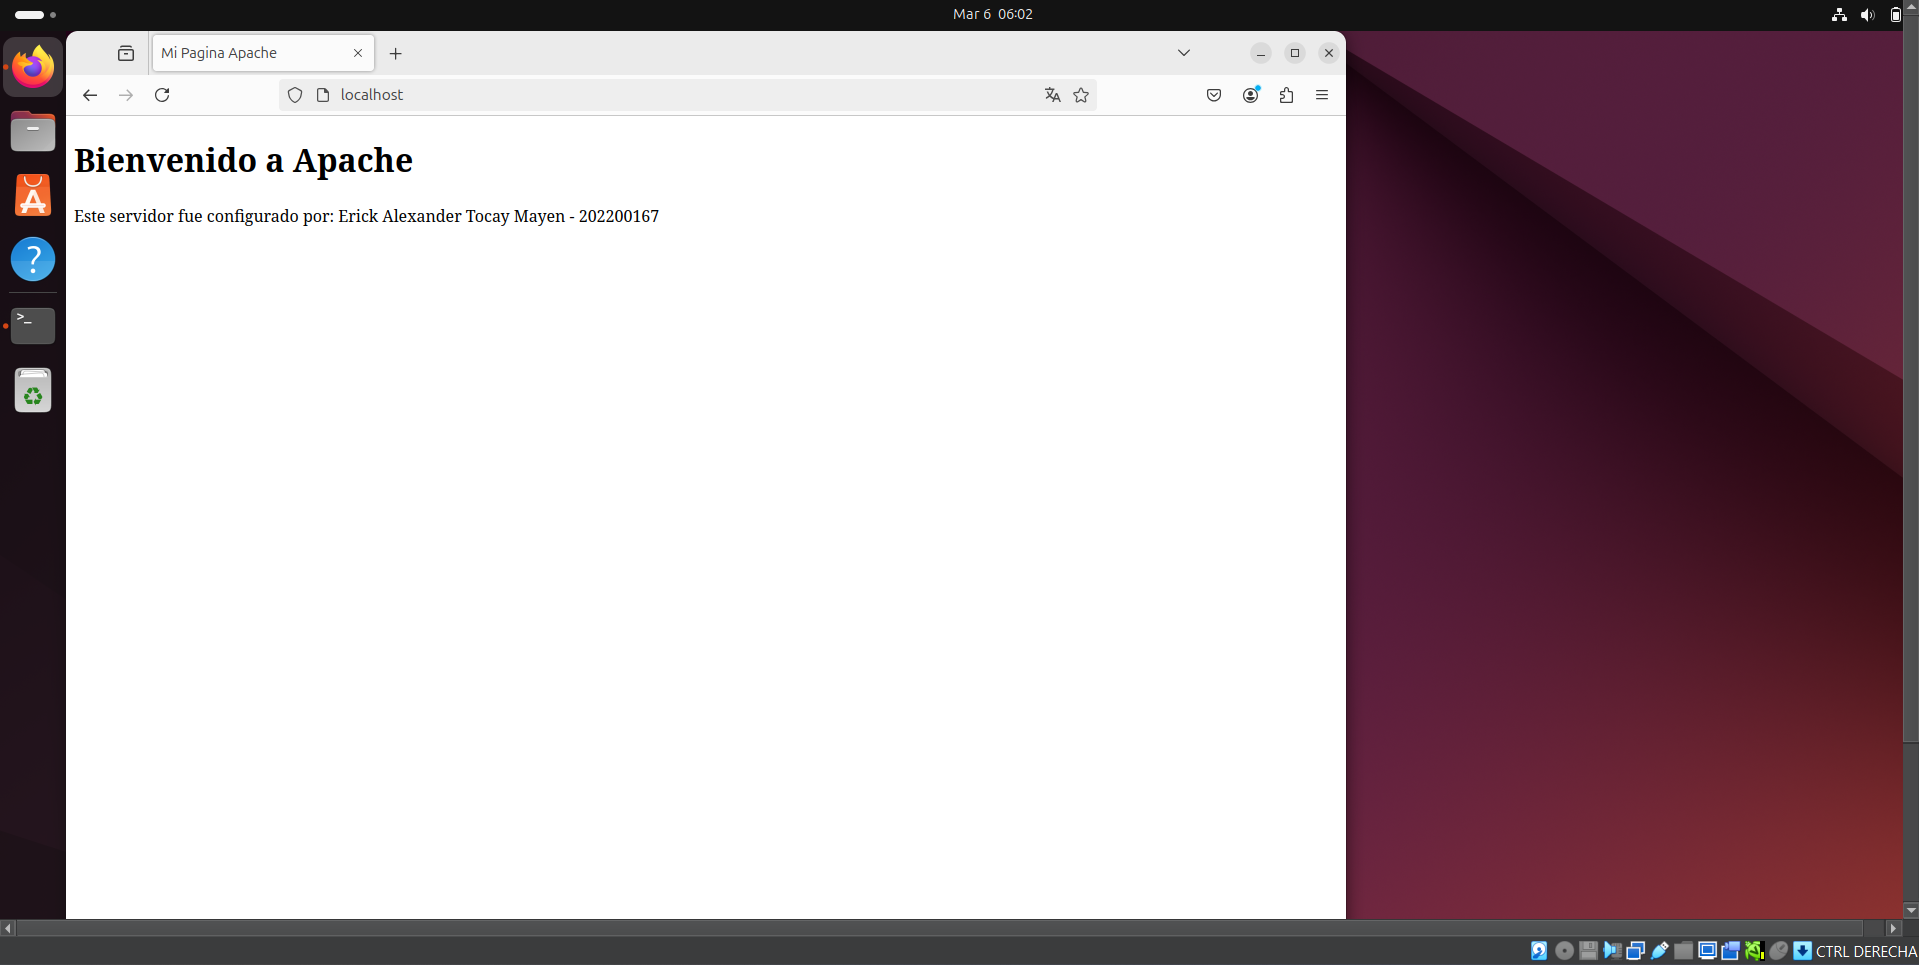 Mar 6 06:02
Mi Pagina Apache
localhost
Bienvenido a Apache
Este servidor fue configurado por: Erick Alexander Tocay Mayen - 202200167
CTRL DERECHA